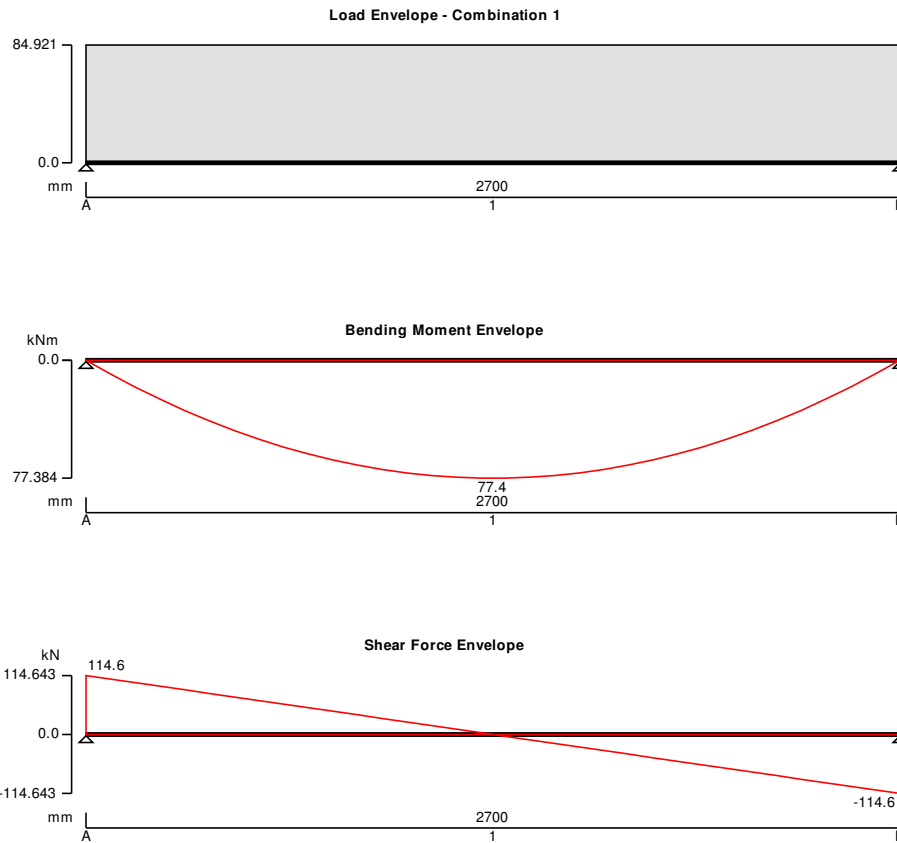 Load Envelope - Combination 1
84.921
0.0
mm
2700
A
1
Bending Moment Envelope
kNm
0.0
77.384
77.4
mm
2700
A
1
Shear Force Envelope
kN
114.643
114.6
0.0
-114.643
-114.6
mm
2700
A
1